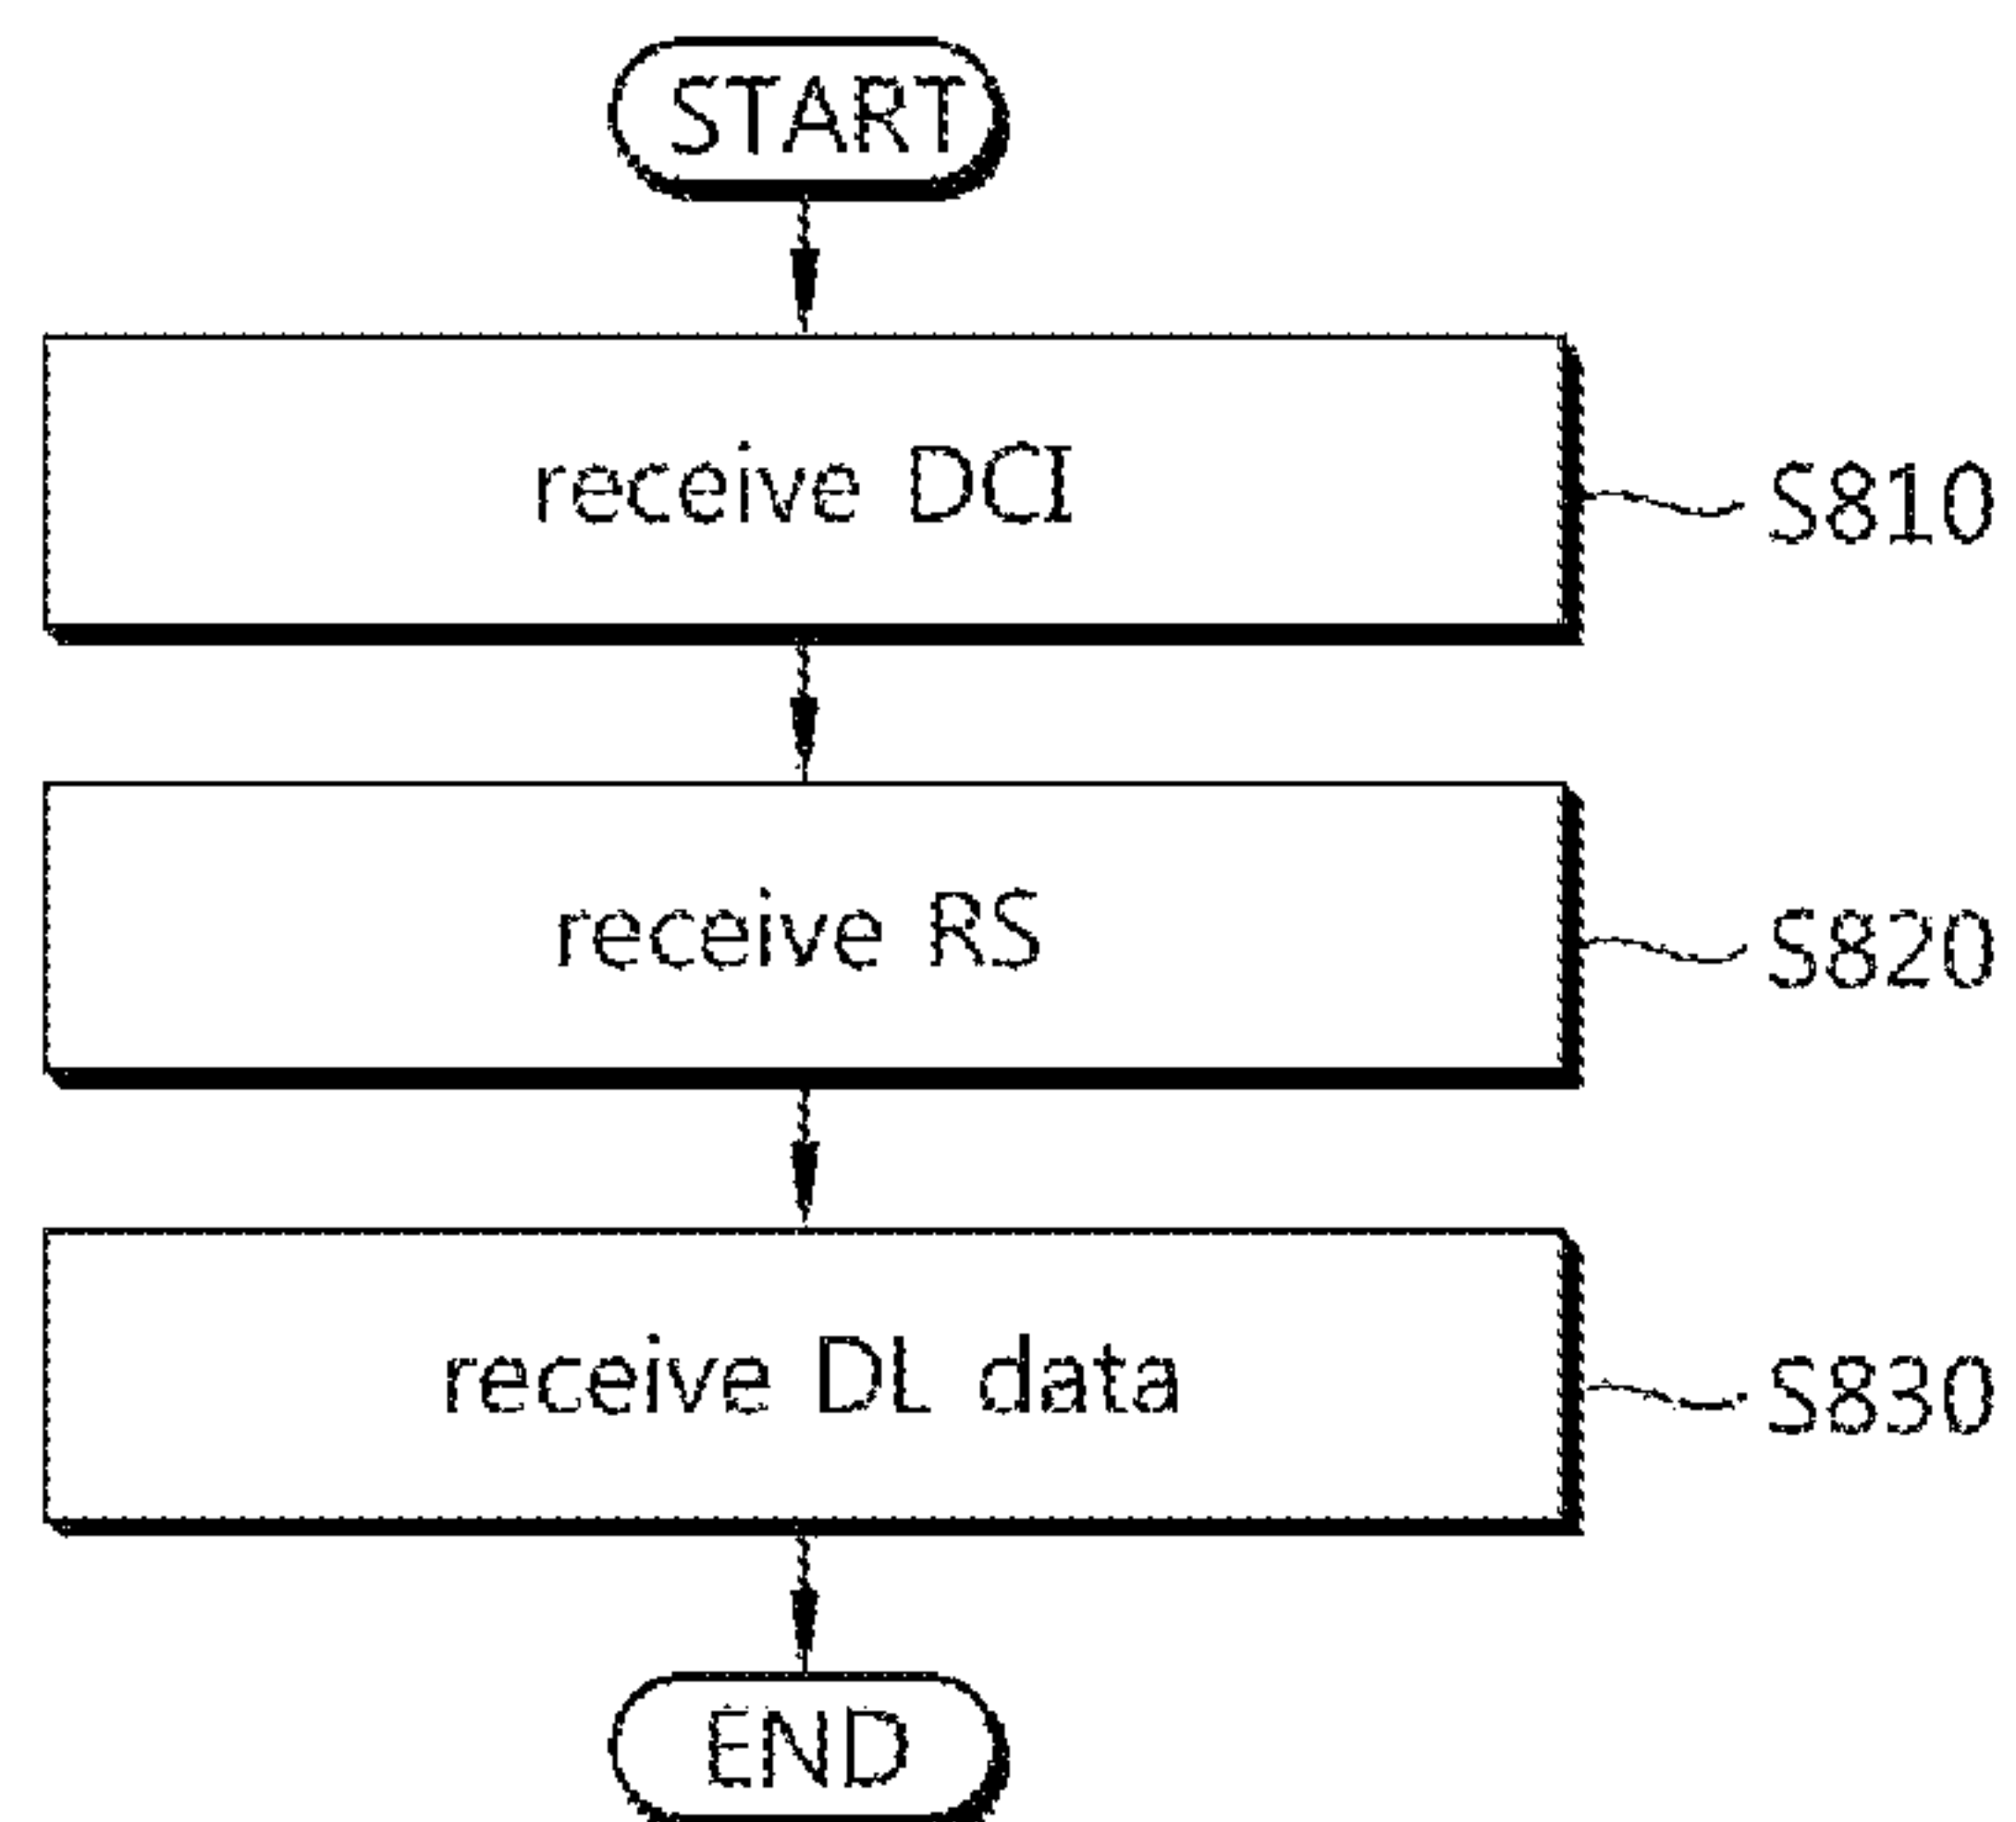 START
receive DCI
S810
receive RS
S820
receive DL data
S830
END